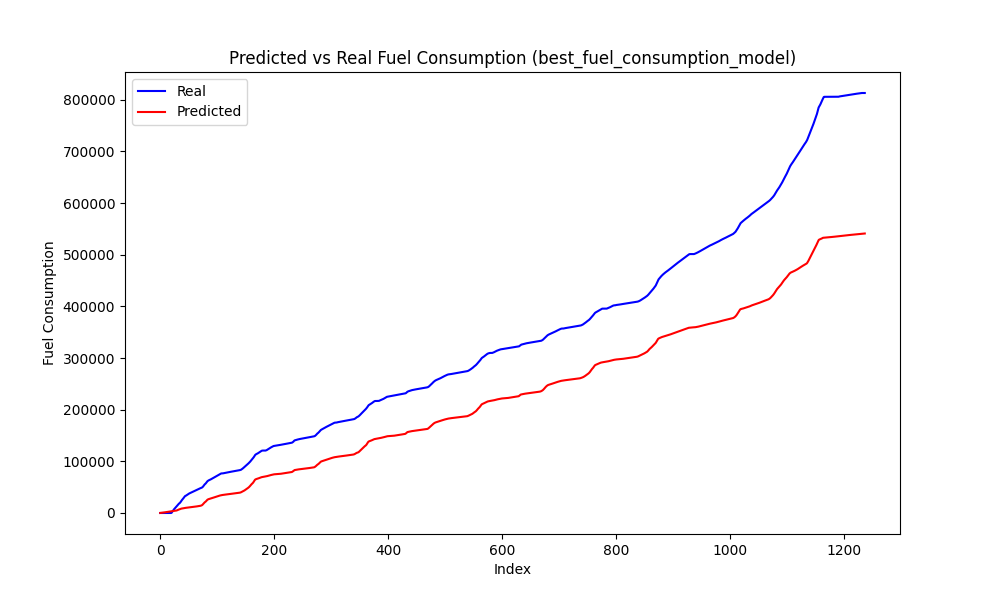 Predicted vs Real Fuel Consumption (best_fuel_consumption_model)
Real
Predicted
800000
700000
600000
500000
400000
300000
200000
100000
0
Fuel Consumption
0 200 400 600 800 1000 1200
Index